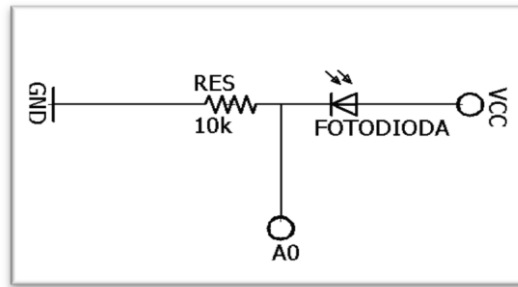 GND
RES
10k
FOTODIODA
VCC
A0